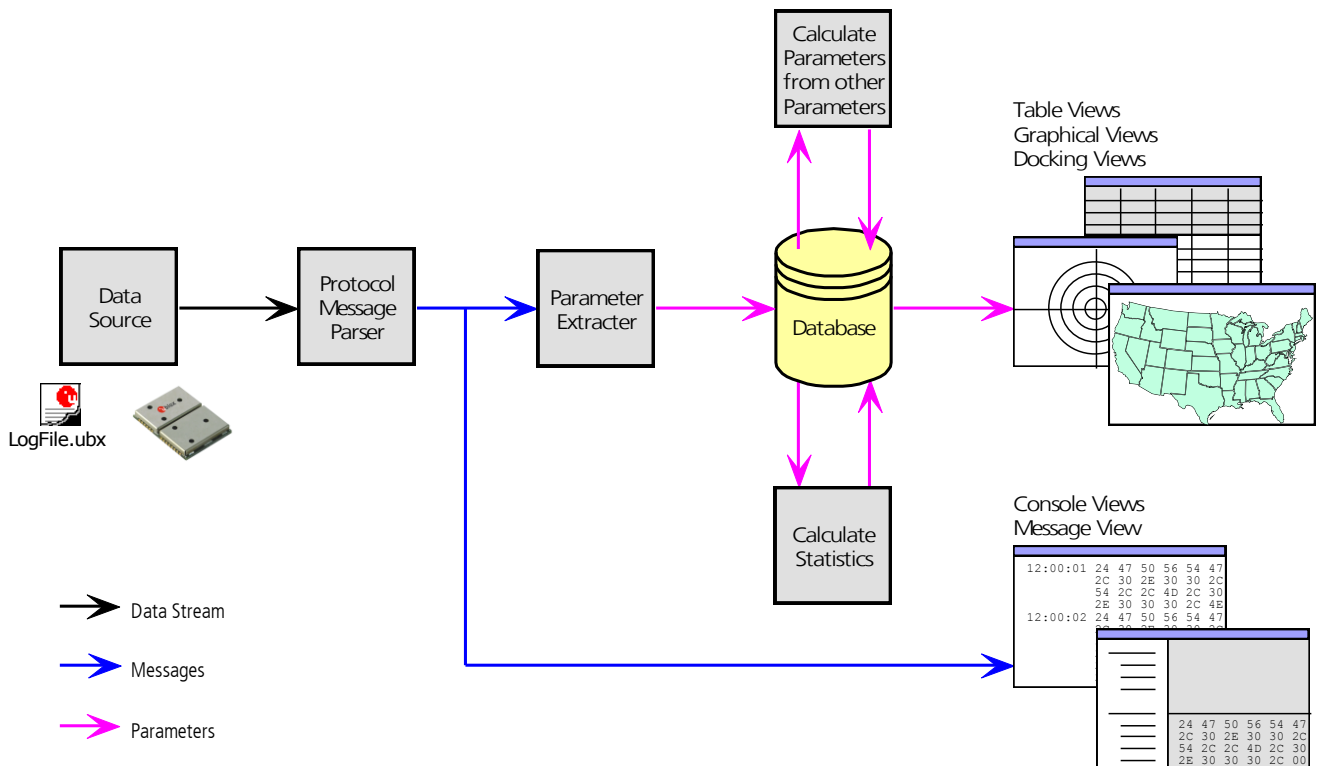 Calculate
Parameters
from other
Parameters
Table Views
Graphical Views
Docking Views
Data
Source
Protocol
Message
Parser
Parameter
Extracter
Database
LogFile.ubx
Calculate
Statistics
Console Views
Message View
12:00:01 24 47 50 56 54 47
2C 30 2E 30 30 2C
54 2C 2C 4D 2C 30
2E 30 30 30 2C 4E
12:00:02 24 47 50 56 54 47
24 47 50 56 54 47
2C 30 2E 30 30 2C
54 2C 2C 4D 2C 30
2E 30 30 30 2C 00
Data Stream
Messages
Parameters